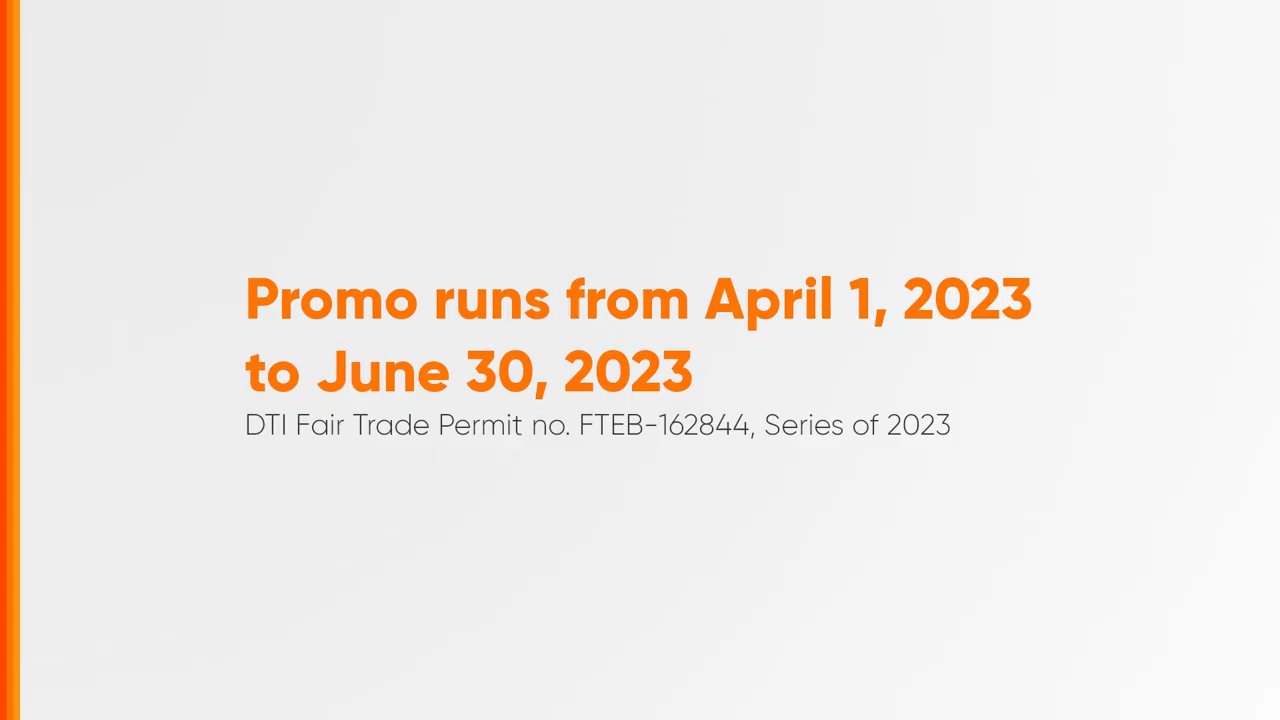 Promo runs from April 1, 2023
to June 30, 2023
DTI Fair Trade Permit no. FTEB-162844, Series of 2023